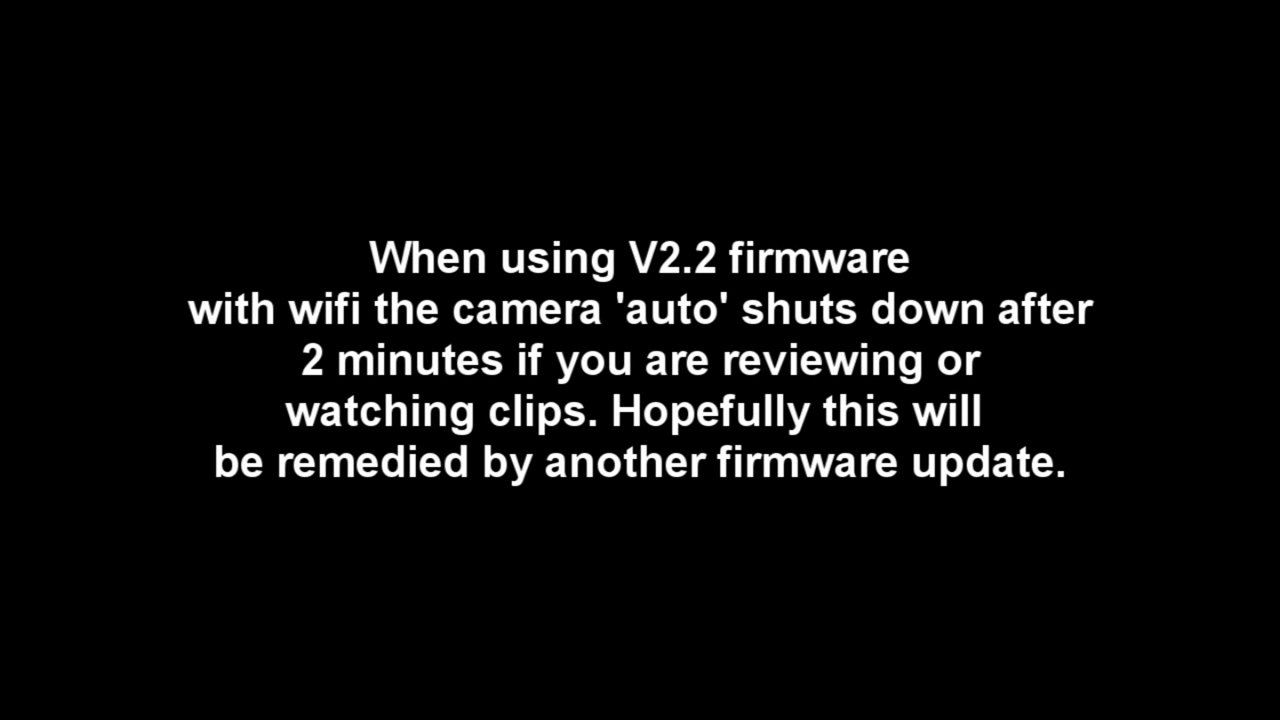 When using V2.2 firmware
with wifi the camera 'auto' shuts down after
2 minutes if you are reviewing or
watching clips. Hopefully this will
be remedied by another firmware update.